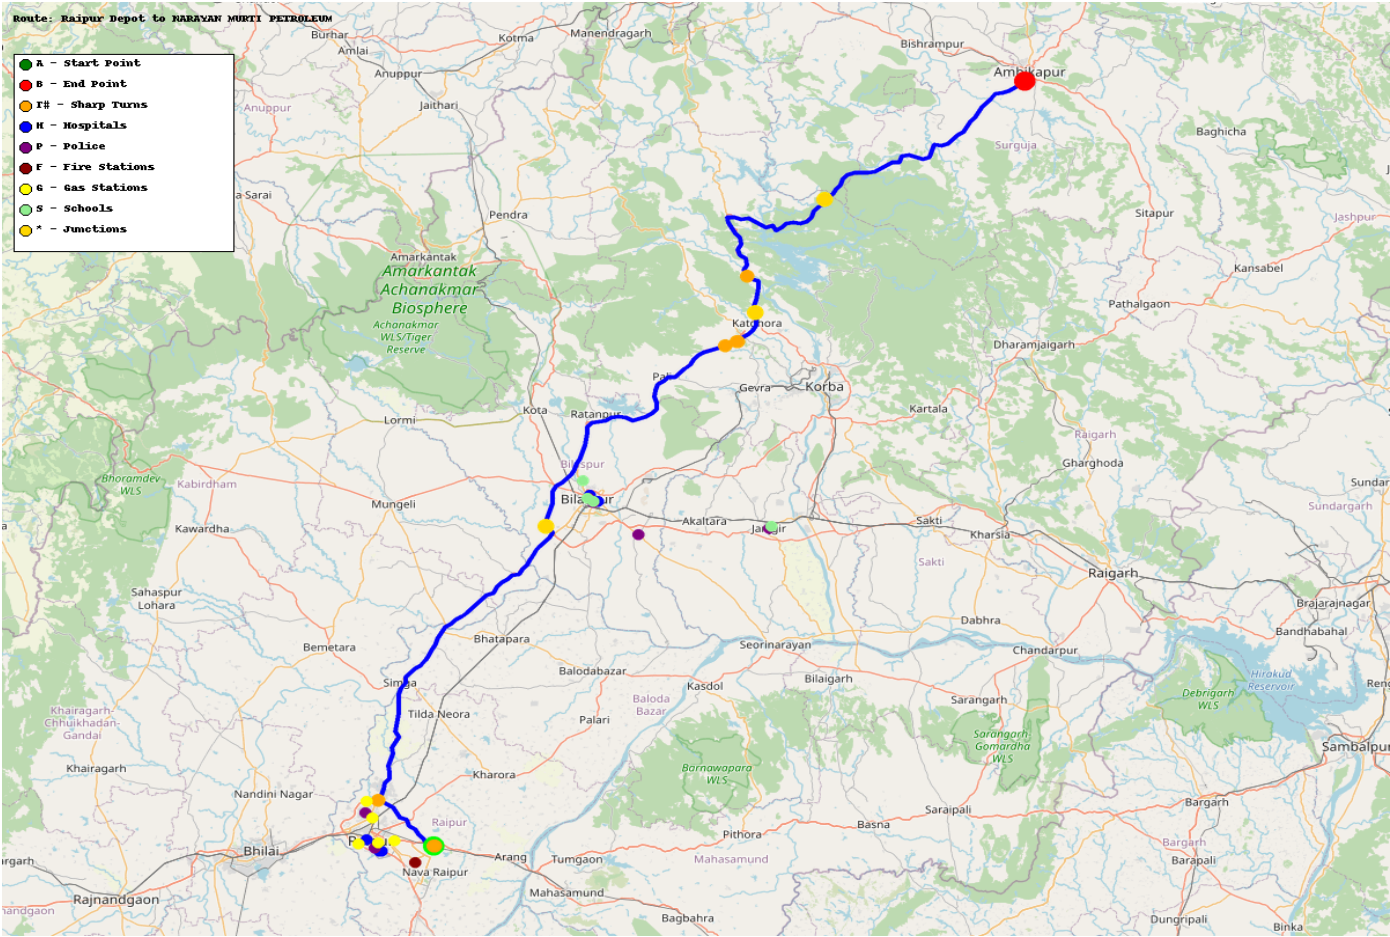 Route: Raipur Depot to NARAYAN MURTI PETROLEUM
A - Start Point
B - End Point
T# - Sharp Turns
H - Hospitals
P - Police
F - Fire Stations
G - Gas Stations
S - Schools
* - Junctions
Burhar
Amlai
Kotma
Manendragarh
Bishrampur
Ambikapur
Anuppur
Anuppur
Jaithari
Baghicha
Surguja
a-Sarai
Pendra
Sitapur
Jashpur
Amarkantak
Amarkantak
Achanakmar
Biosphere
Kansabel
Pathalgaon
Achanakmar
WLS/Tiger
Reserve
Katghora
Dharamjaigarh
Gevra
Korba
Kota
Ratanpur
Kartala
Lormi
Raigarh
Bilaspur
Gharghoda
Bhoramdev
WLS
Kabirdham
Mungeli
Sundar
Sundargarh
Kawardha
Akaltara
Janjgir
Sakti
Kharsia
Sakti
Raigarh
Sahaspur
Lohara
Brajarajnagar
Bandhabahal
Bemetara
Bhatapara
Dabhra
Seorinarayan
Chandarpur
Balodabazar
Bilaigarh
Hirakud
Reservoir
Simga
Kasdol
Baloda
Bazar
Sarangarh
Debrigarh
WLS
Khairagarh-
Chhuikhadan-
Gandai
Tilda Neora
Palari
Sarangarh
Gomardha
WLS
Sambalpur
Khairagarh
Kharora
Barnawapara
WLS
Nandini Nagar
Bargarh
Saraipali
Raipur
Basna
Pithora
Bargarh
Bhilai
Arang
Tumgaon
Mahasamund
Barapali
argarh
Nava Raipur
Mahasamund
Rajnandgaon
nandgaon
Bagbahra
Dungripali
Binka